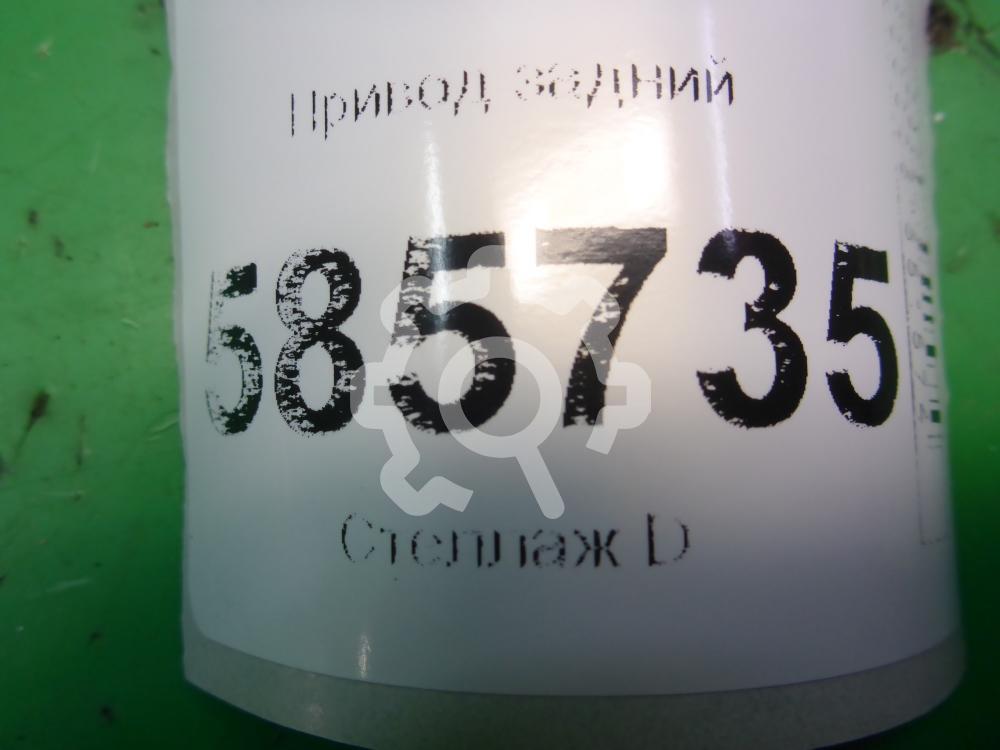 Привод задний
585735
Стеллаж D